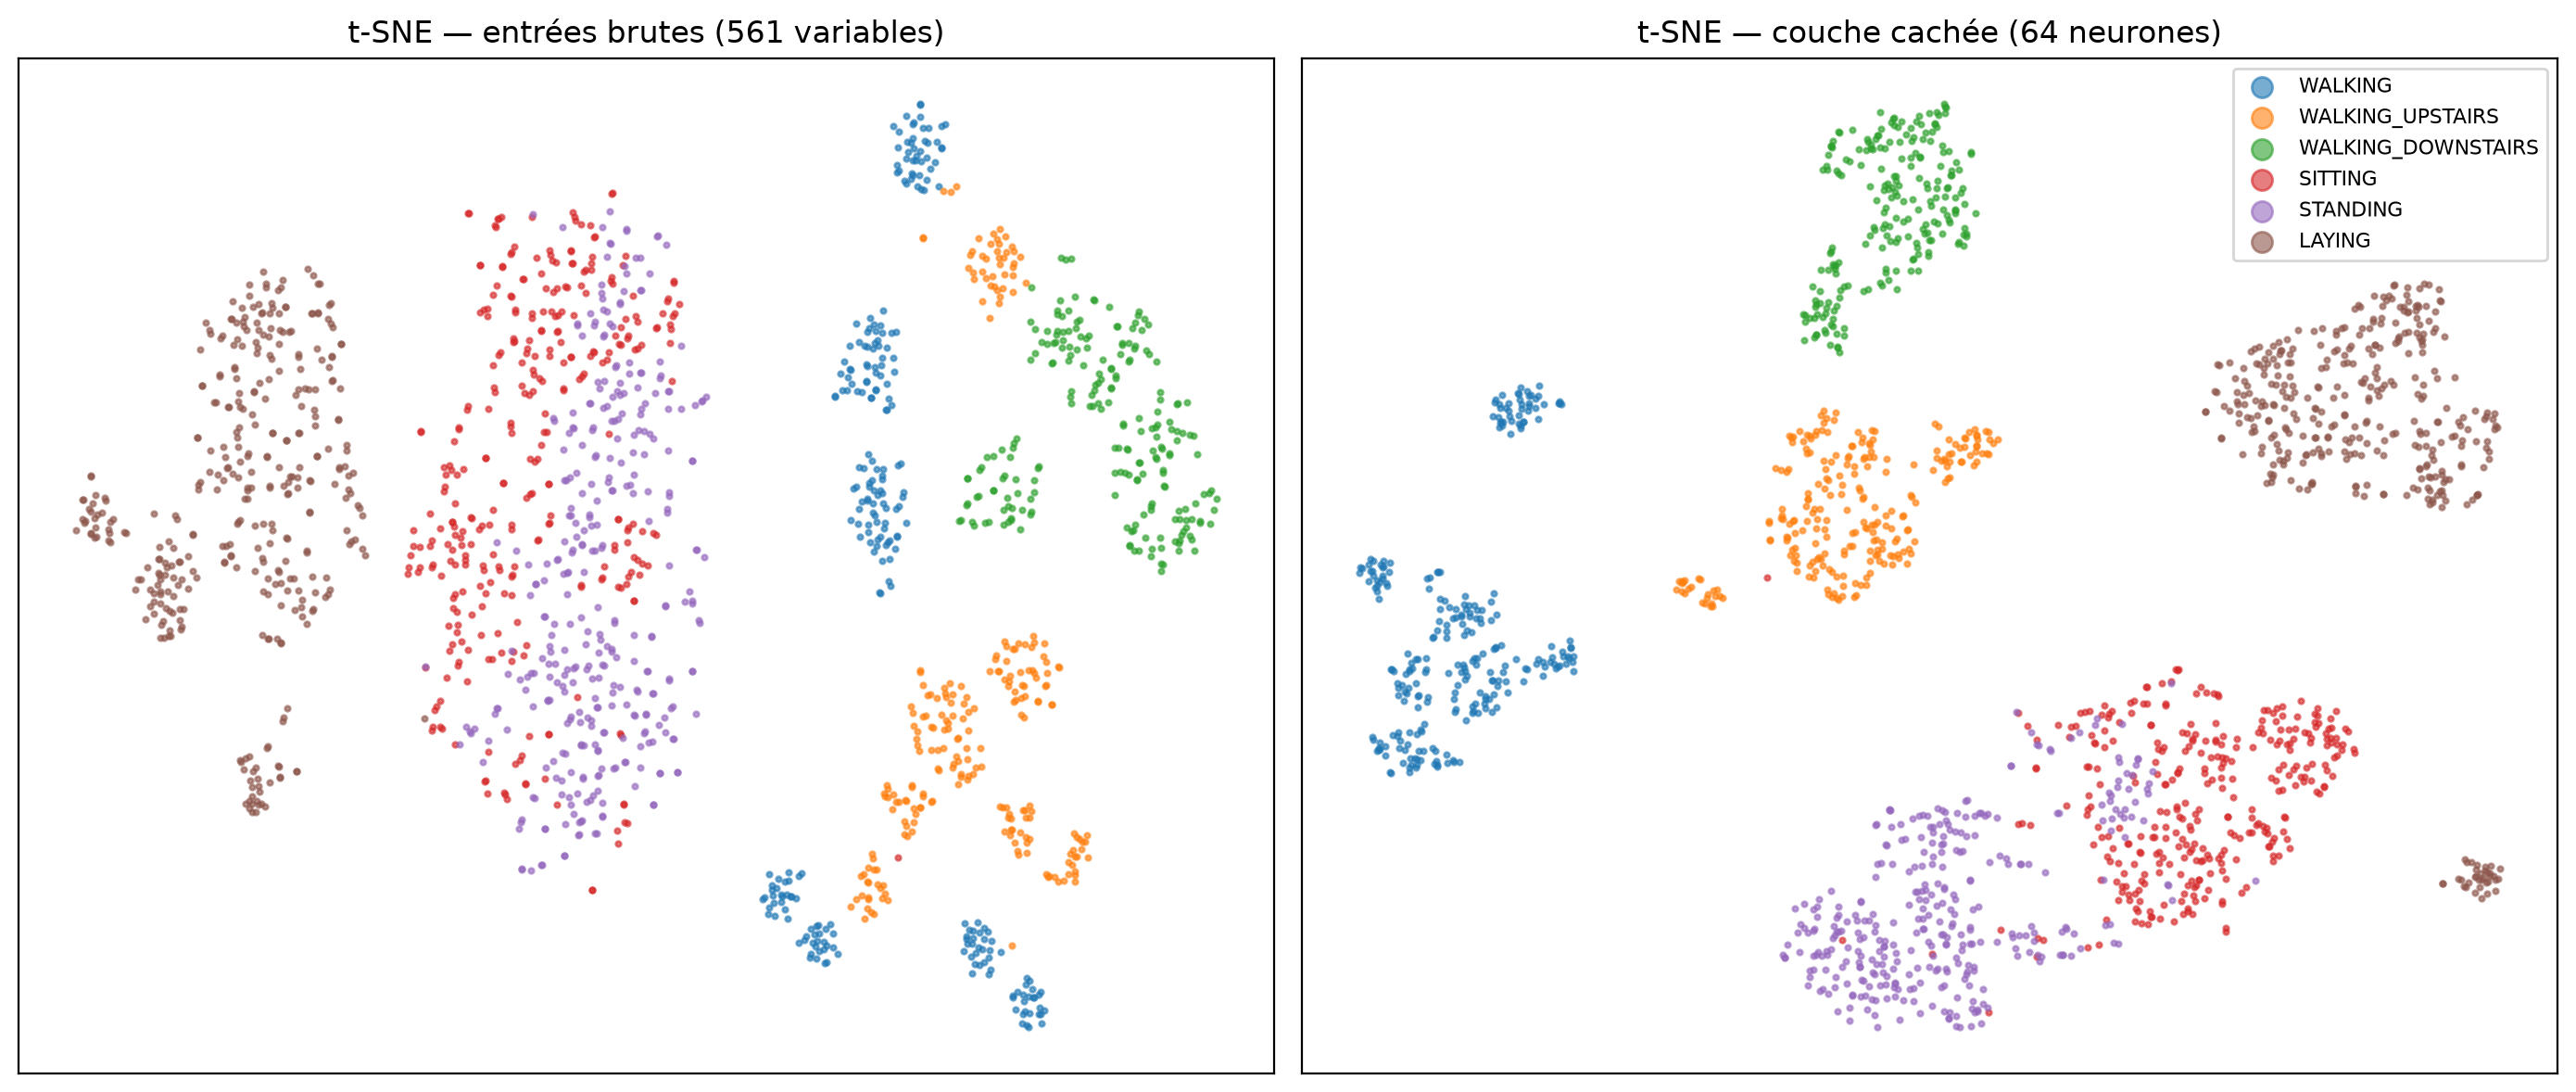 t-SNE — entrées brutes (561 variables)
t-SNE — couche cachée (64 neurones)
WALKING
WALKING_UPSTAIRS
WALKING_DOWNSTAIRS
SITTING
STANDING
LAYING